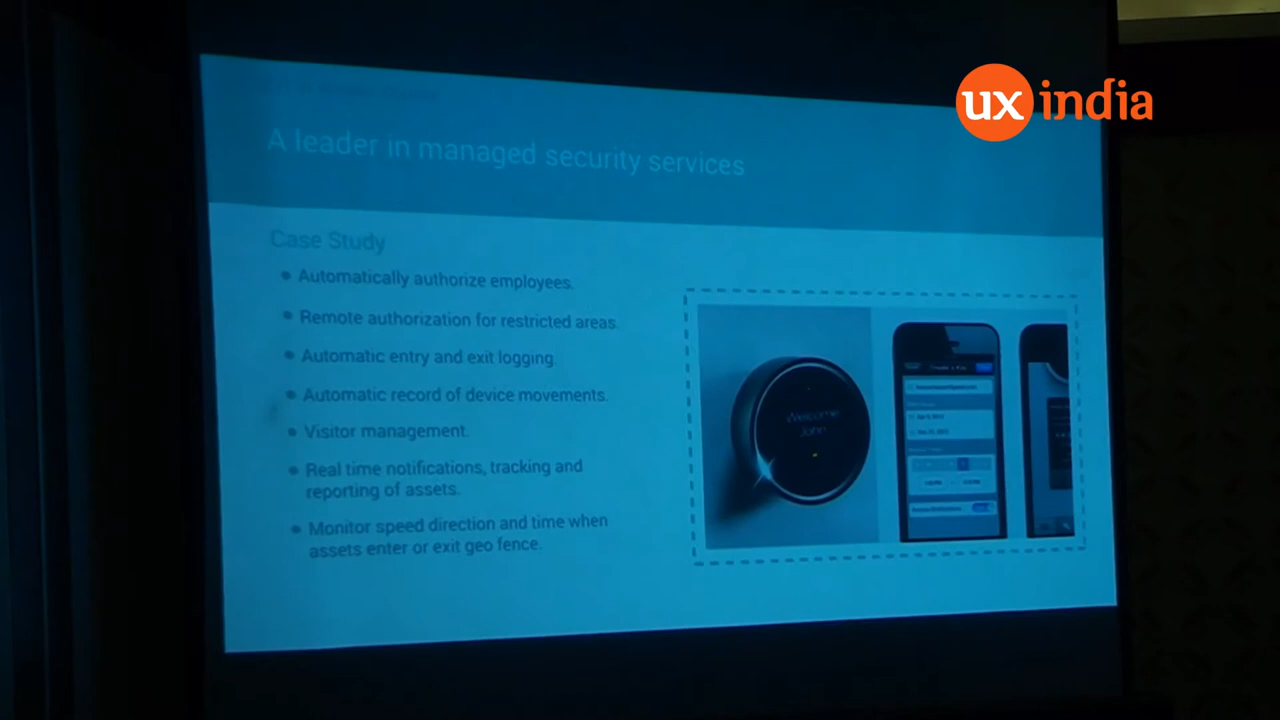 ux india
A leader in managed security services
Case Study
Automatically authorize employees.
Remote authorization for restricted areas.
Automatic entry and exit logging.
Automatic record of device movements.
Visitor management.
Real time notifications, tracking and
reporting of assets.
Monitor speed direction and time when
assets enter or exit geo fence.
Welcome
John